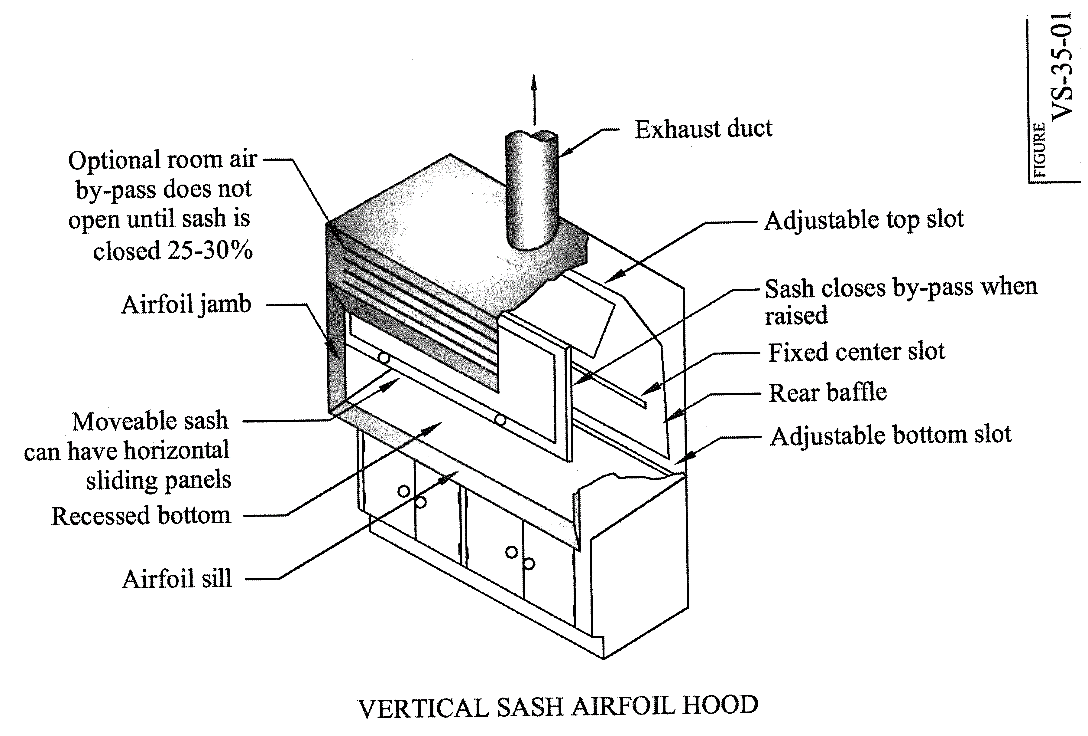 FIGURE
VS-35-01
Exhaust duct
Optional room air
by-pass does not
open until sash is
closed 25-30%
Adjustable top slot
Airfoil jamb
Sash closes by-pass when
raised
Fixed center slot
Rear baffle
Moveable sash
can have horizontal
sliding panels
Adjustable bottom slot
Recessed bottom
Airfoil sill
VERTICAL SASH AIRFOIL HOOD